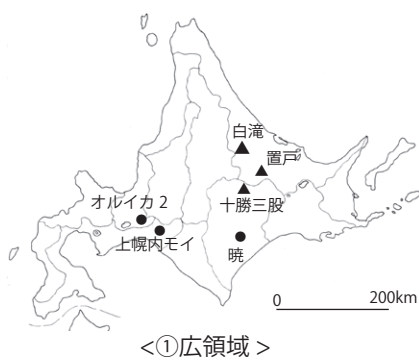 白滝
置戸
十勝三股
オルイカ 2
上幌内モイ
暁
0 200km
<①広領域 >